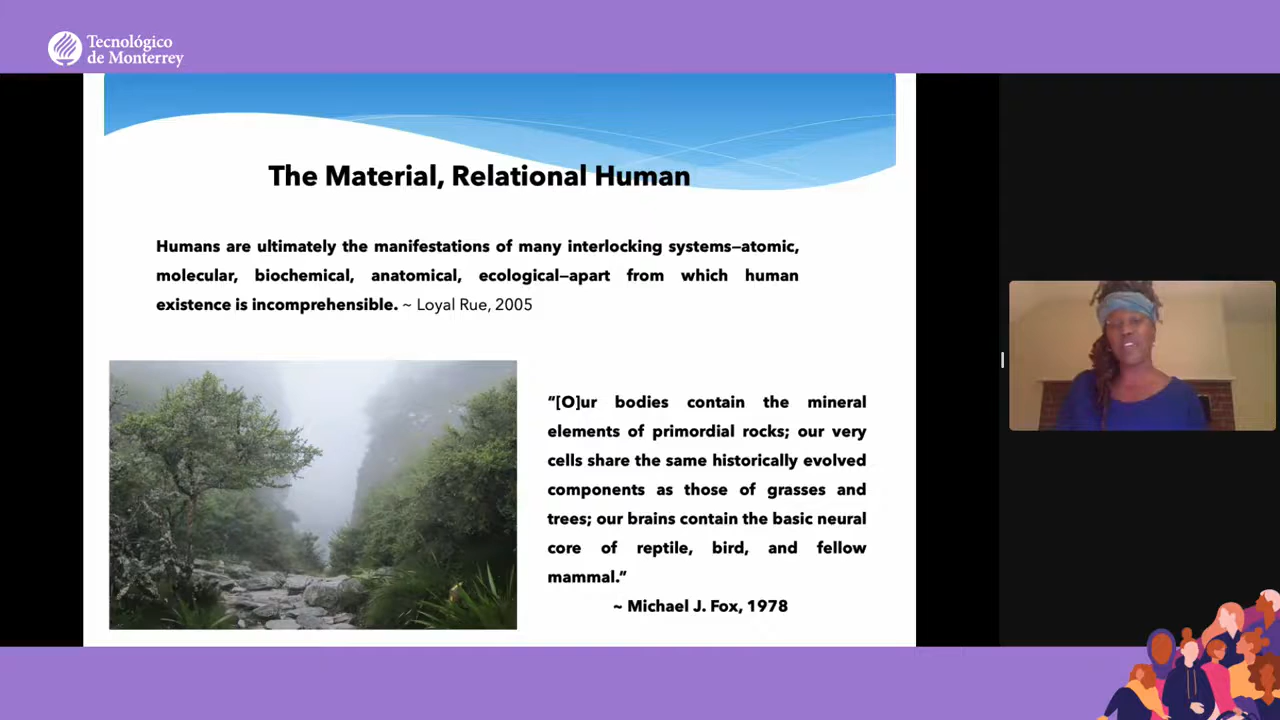 Tecnológico
de Monterrey
The Material, Relational Human
Humans are ultimately the manifestations of many interlocking systems—atomic,
molecular, biochemical, anatomical, ecological—apart from which human
existence is incomprehensible. ~ Loyal Rue, 2005
“[O]ur bodies contain the mineral
elements of primordial rocks; our very
cells share the same historically evolved
components as those of grasses and
trees; our brains contain the basic neural
core of reptile, bird, and fellow
mammal.”
~ Michael J. Fox, 1978